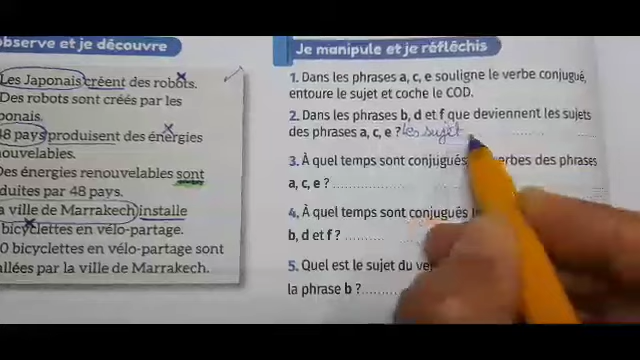 observe et je découvre
Les Japonais créent des robots.
Des robots sont créés par les
ponais.
48 pays produisent des énergies
nouvelables.
es énergies renouvelables sont
duites par 48 pays.
a ville de Marrakech installe
bicyclettes en vélo-partage.
0 bicyclettes en vélo-partage sont
allées par la ville de Marrakech.
Je manipule et je réfléchis
1. Dans les phrases a, c, e souligne le verbe conjugué,
entoure le sujet et coche le COD.
2. Dans les phrases b, d et f que deviennent les sujets
des phrases a, c, e ? les sujet
3. À quel temps sont conjugués verbes des phrases
a, c, e ?
4. À quel temps sont conjugués
b, d et f ?
5. Quel est le sujet du
la phrase b ?